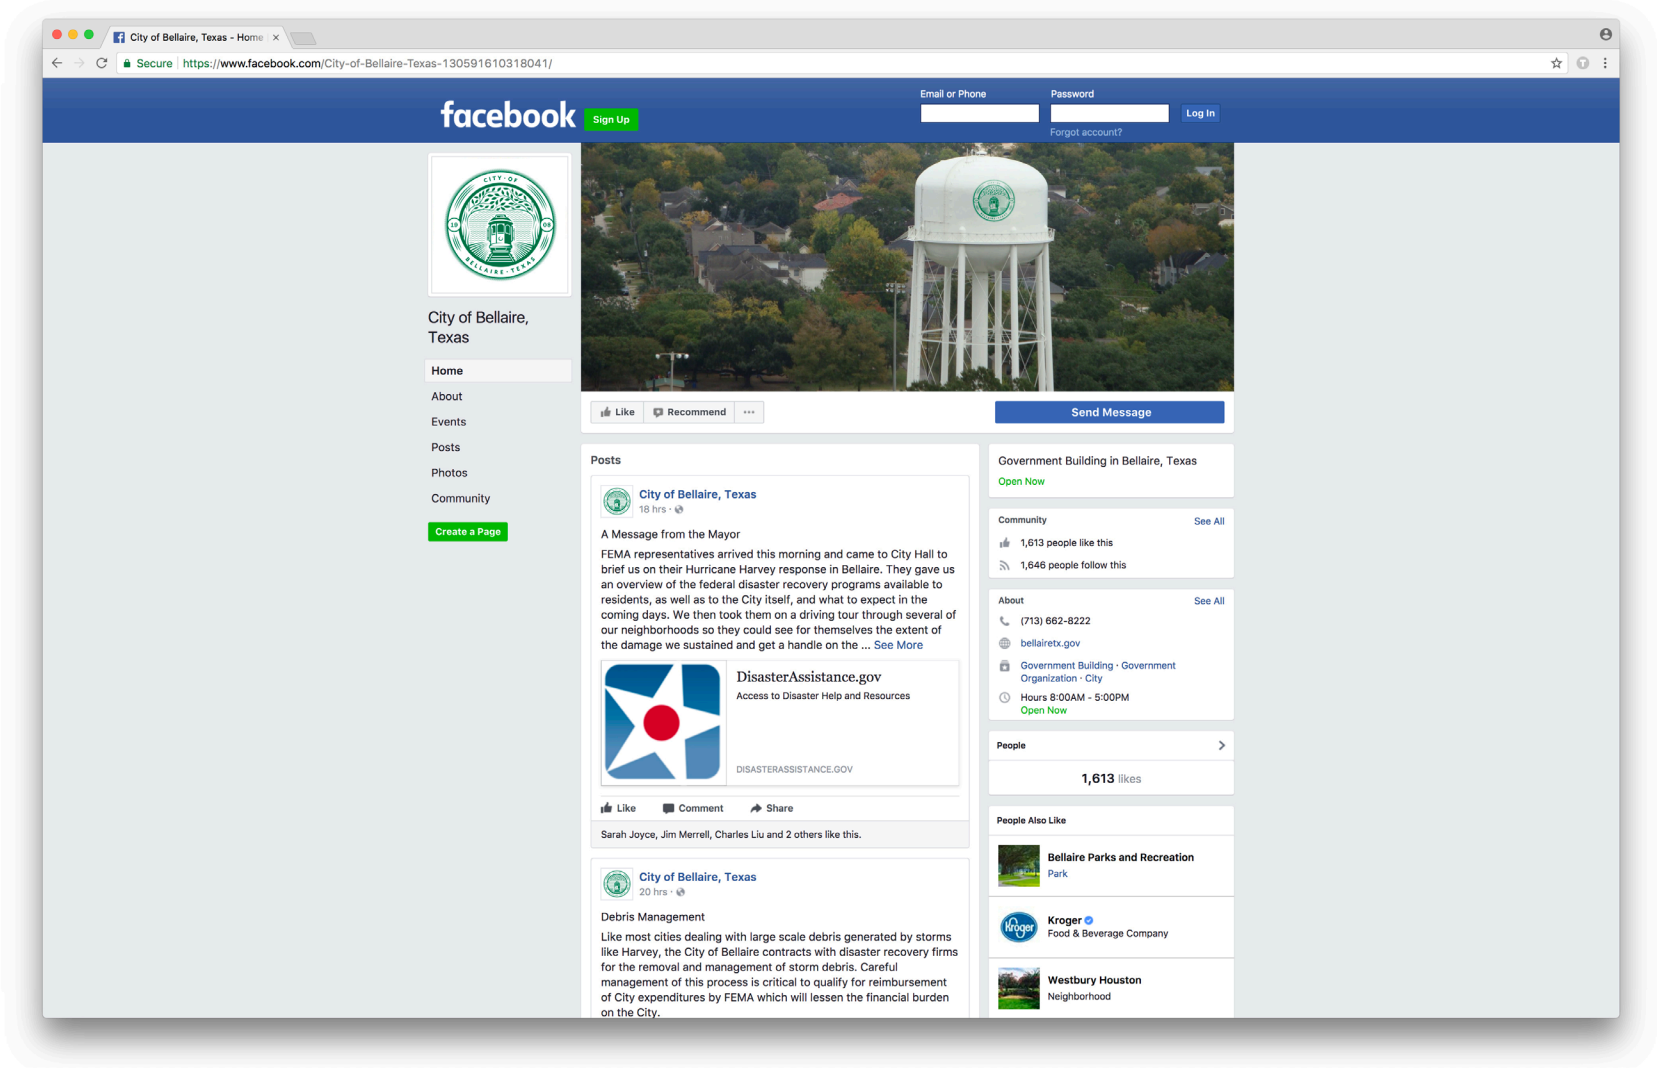 City of Bellaire, Texas - Home
Secure
https://www.facebook.com/City-of-Bellaire-Texas-130591610318041/
facebook
Sign Up
Email or Phone
Password
Log In
Forgot account?
CITY·OF
19 08
BELLAIRE·TEXAS
City of Bellaire,
Texas
Home
About
Events
Posts
Photos
Community
Create a Page
Like
Recommend
Send Message
Posts
City of Bellaire, Texas
18 hrs ·
A Message from the Mayor
FEMA representatives arrived this morning and came to City Hall to
brief us on their Hurricane Harvey response in Bellaire. They gave us
an overview of the federal disaster recovery programs available to
residents, as well as to the City itself, and what to expect in the
coming days. We then took them on a driving tour through several of
our neighborhoods so they could see for themselves the extent of
the damage we sustained and get a handle on the ... See More
DisasterAssistance.gov
Access to Disaster Help and Resources
DISASTERASSISTANCE.GOV
Like
Comment
Share
Sarah Joyce, Jim Merrell, Charles Liu and 2 others like this.
City of Bellaire, Texas
20 hrs ·
Debris Management
Like most cities dealing with large scale debris generated by storms
like Harvey, the City of Bellaire contracts with disaster recovery firms
for the removal and management of storm debris. Careful
management of this process is critical to qualify for reimbursement
of City expenditures by FEMA which will lessen the financial burden
on the City.
Government Building in Bellaire, Texas
Open Now
Community
See All
1,613 people like this
1,646 people follow this
About
See All
(713) 662-8222
bellairetx.gov
Government Building · Government
Organization · City
Hours 8:00AM - 5:00PM
Open Now
People
1,613 likes
People Also Like
Bellaire Parks and Recreation
Park
Kroger
Kroger
Food & Beverage Company
Westbury Houston
Neighborhood